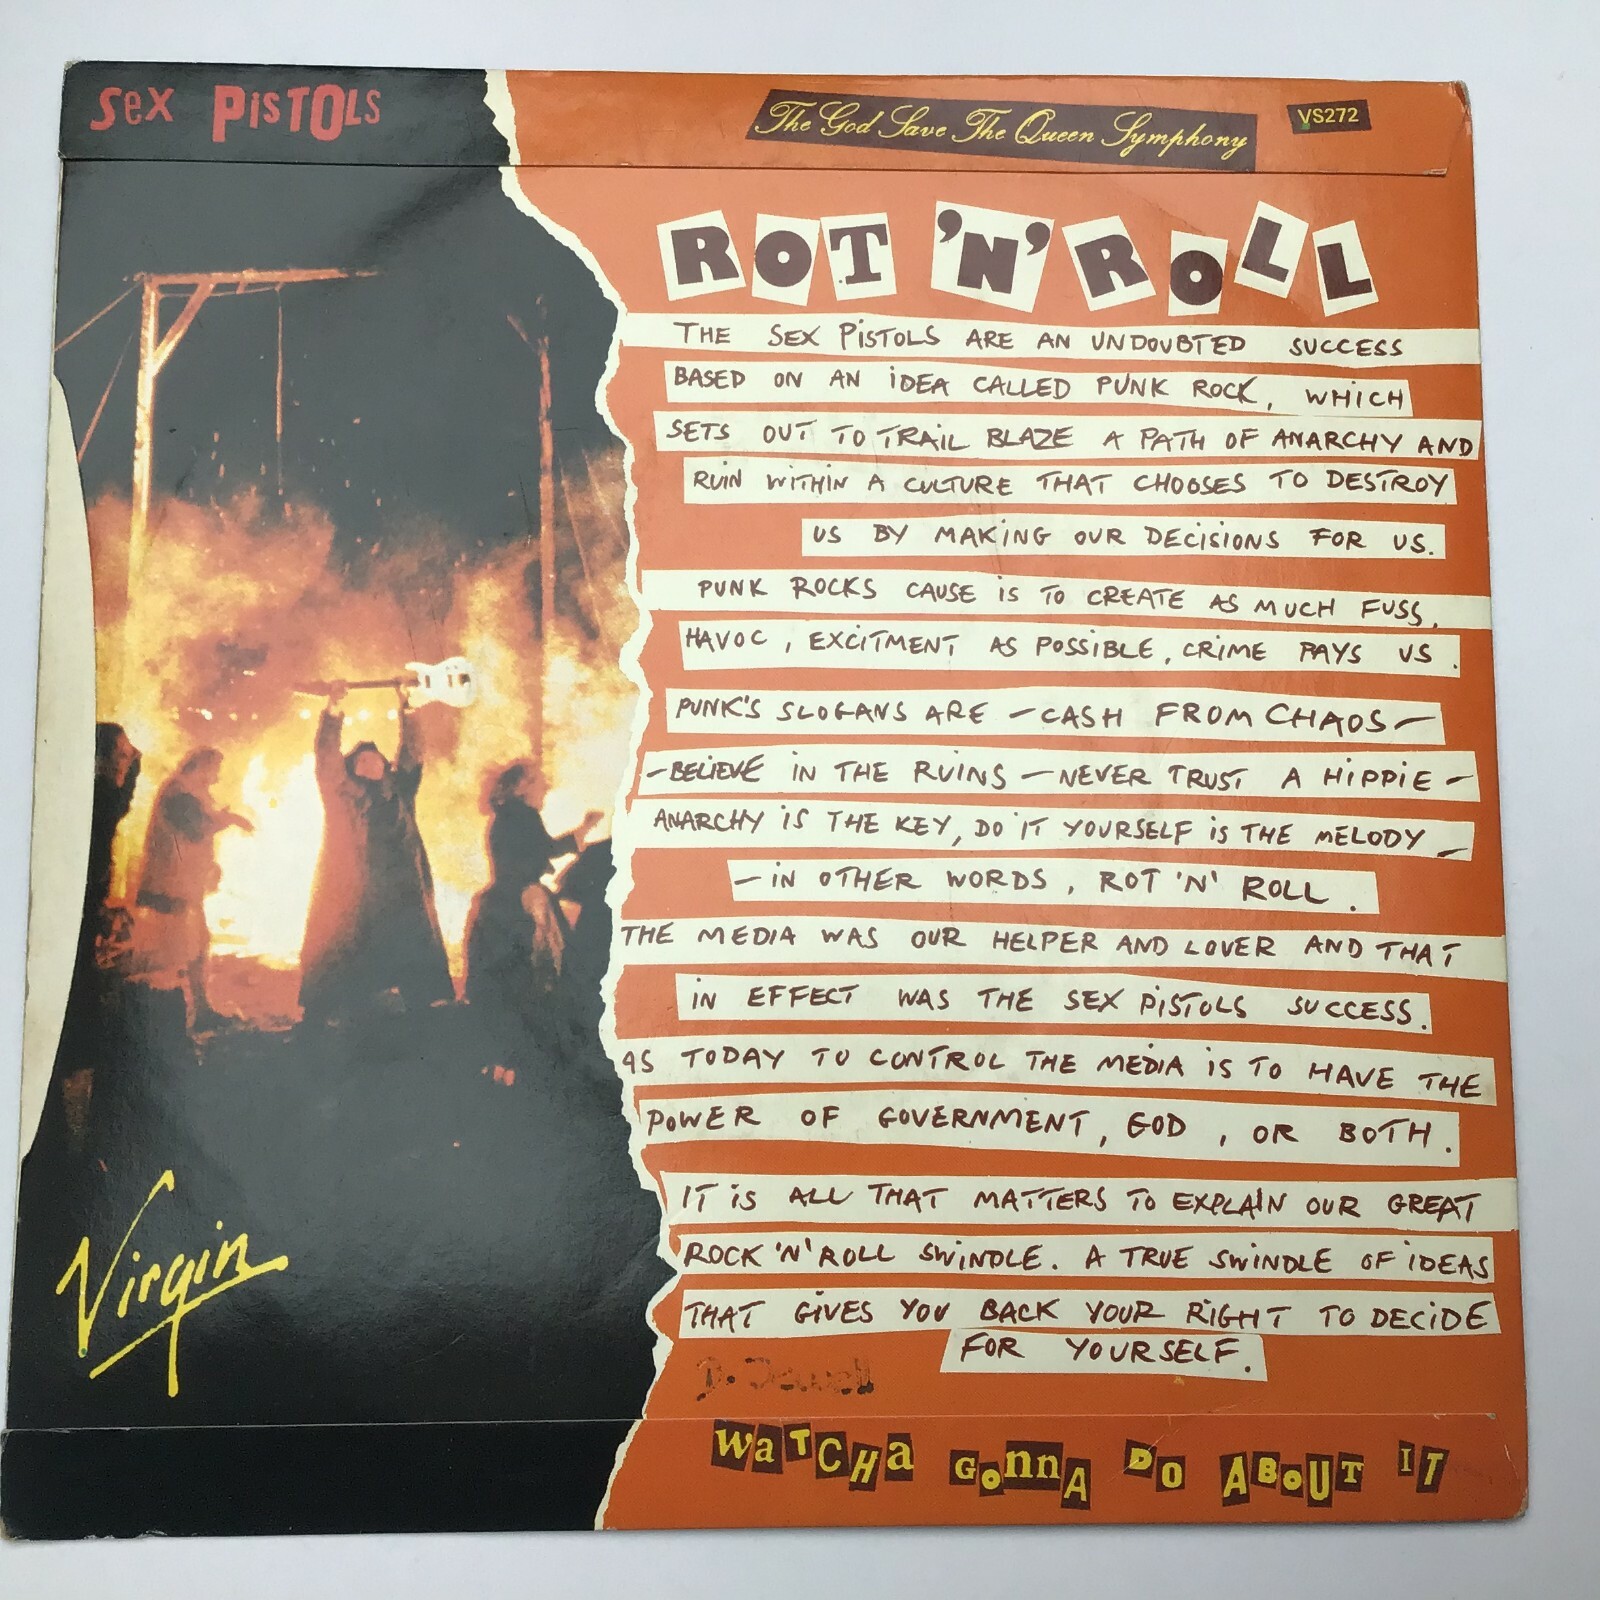 Sex PisTOLs
The God Save The Queen Symphony
VS272
ROT 'N' ROLL
THE SEX PISTOLS ARE AN UNDOUBTED SUCCESS
BASED ON AN IDEA CALLED PUNK ROCK, WHICH
SETS OUT TO TRAIL BLAZE A PATH OF ANARCHY AND
RUIN WITHIN A CULTURE THAT CHOOSES TO DESTROY
US BY MAKING OUR DECISIONS FOR US.
PUNK ROCKS CAUSE IS TO CREATE AS MUCH FUSS,
HAVOC, EXCITMENT AS POSSIBLE, CRIME PAYS US.
PUNK'S SLOGANS ARE — CASH FROM CHAOS —
— BELIEVE IN THE RUINS — NEVER TRUST A HIPPIE —
ANARCHY IS THE KEY, DO IT YOURSELF IS THE MELODY —
— IN OTHER WORDS, ROT 'N' ROLL.
THE MEDIA WAS OUR HELPER AND LOVER AND THAT
IN EFFECT WAS THE SEX PISTOLS SUCCESS.
AS TODAY TO CONTROL THE MEDIA IS TO HAVE THE
POWER OF GOVERNMENT, GOD, OR BOTH.
IT IS ALL THAT MATTERS TO EXPLAIN OUR GREAT
ROCK 'N' ROLL SWINDLE. A TRUE SWINDLE OF IDEAS
THAT GIVES YOU BACK YOUR RIGHT TO DECIDE
FOR YOURSELF.
Virgin
WaTCHa GonnA DO ABoUT IT